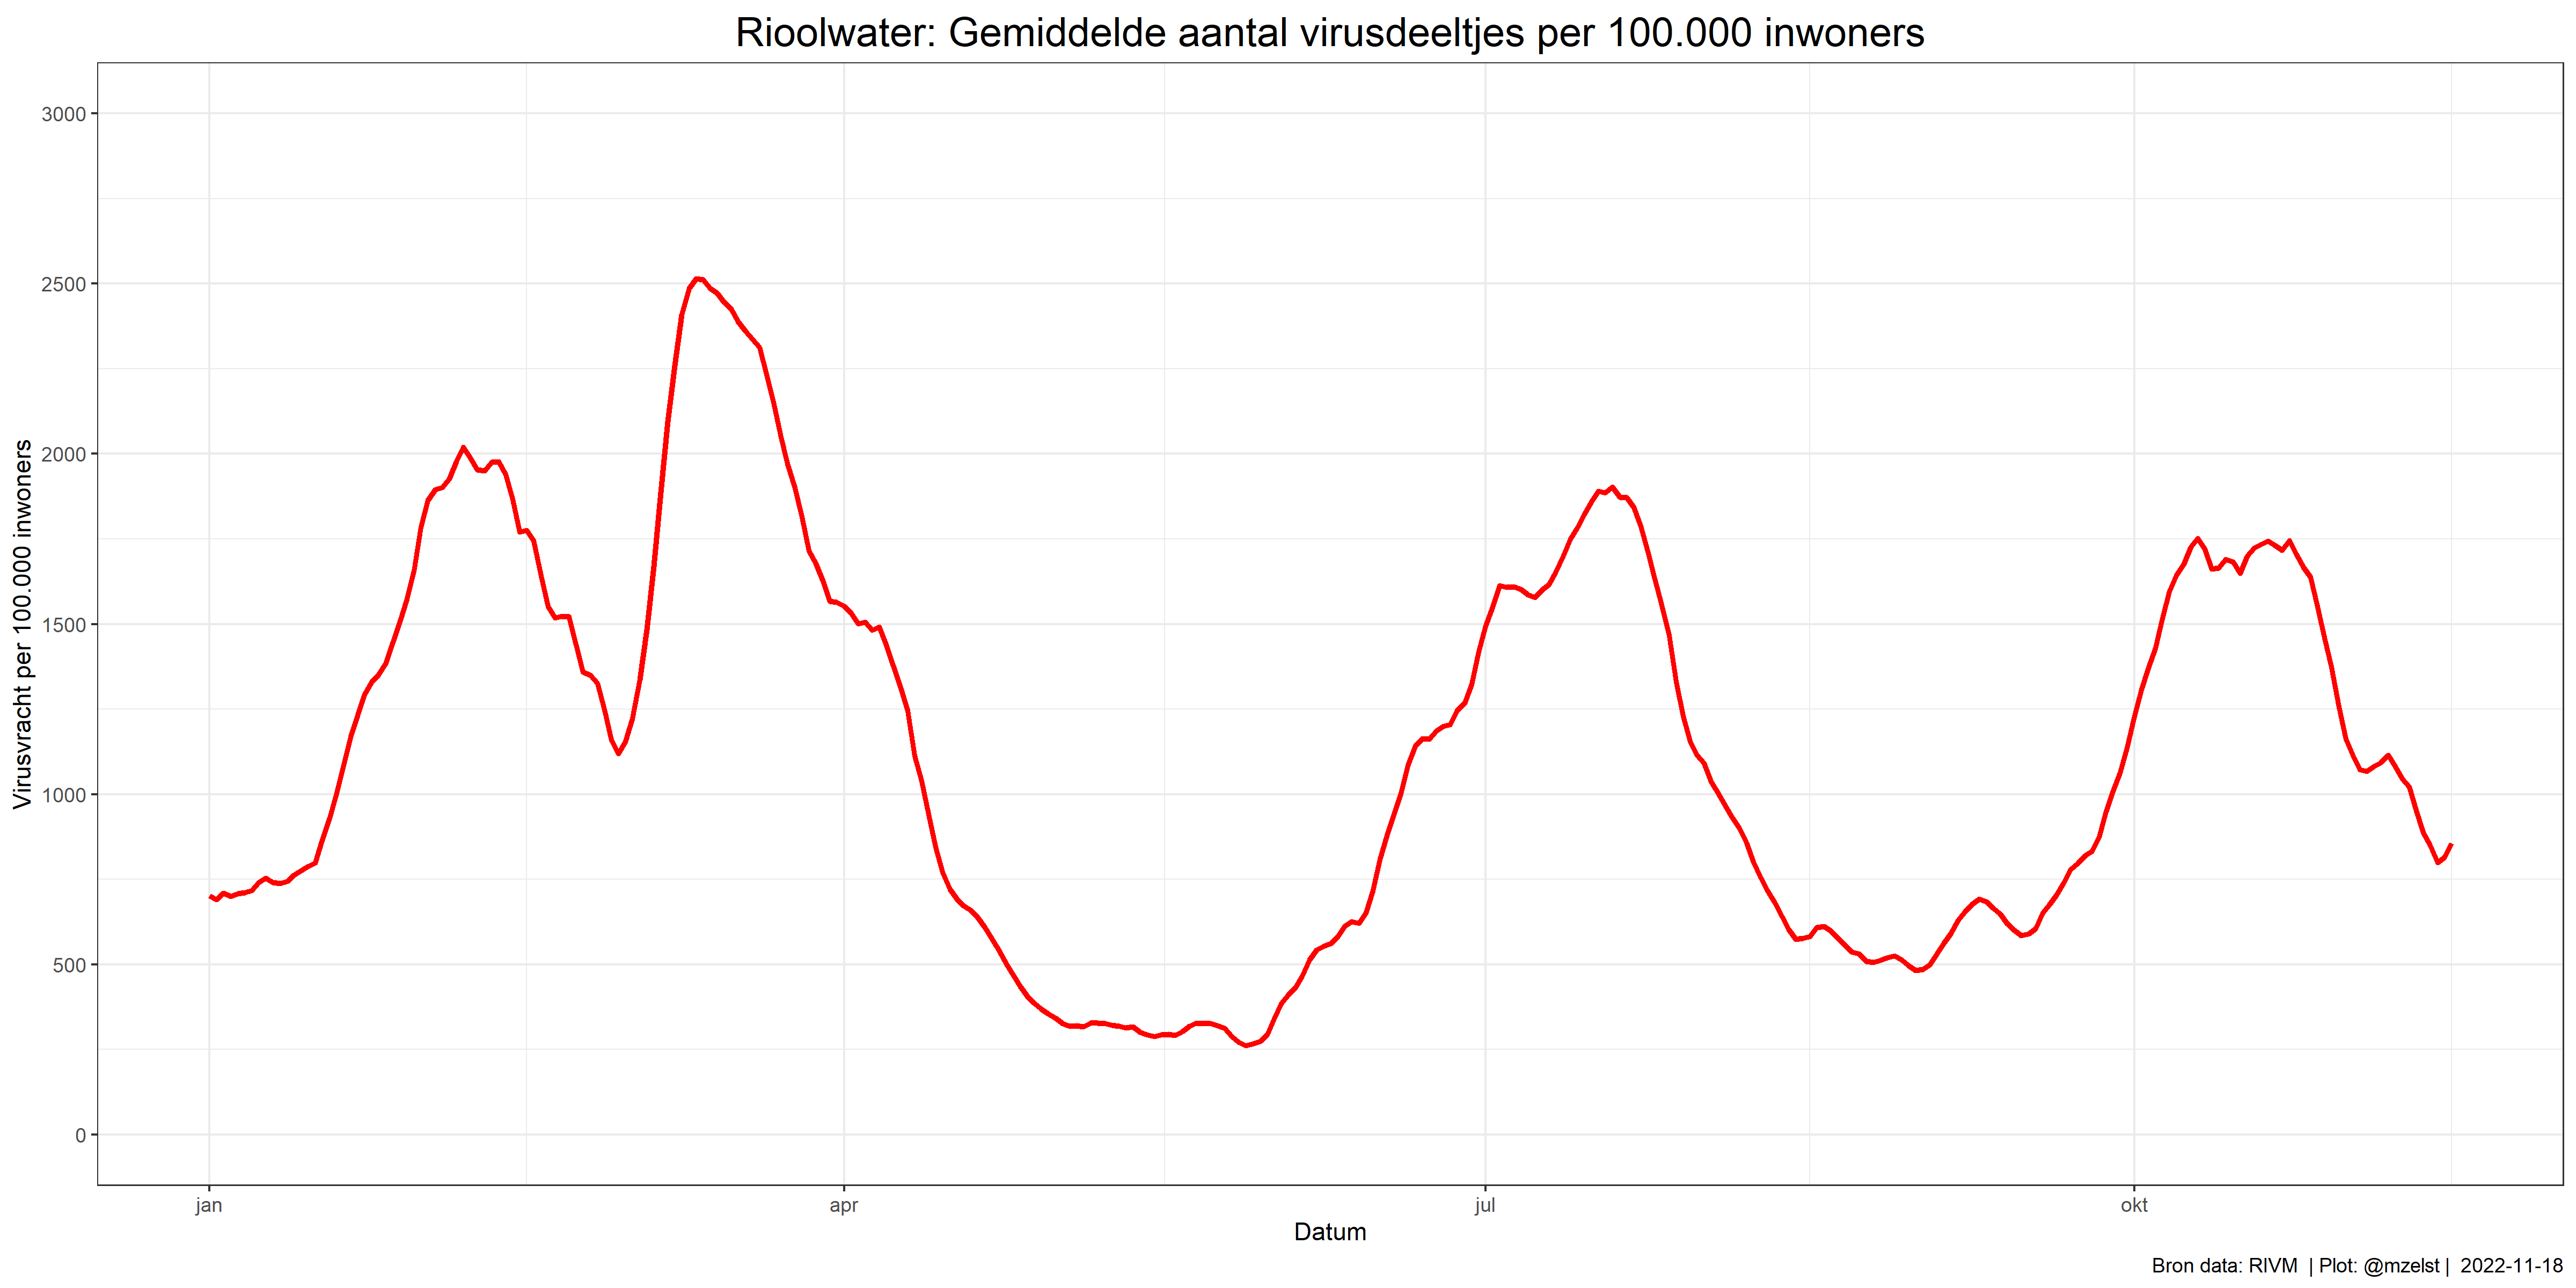 Rioolwater: Gemiddelde aantal virusdeeltjes per 100.000 inwoners
Virusvracht per 100.000 inwoners
3000
2500
2000
1500
1000
500
0
jan apr jul okt
Datum
Bron data: RIVM | Plot: @mzelst | 2022-11-18